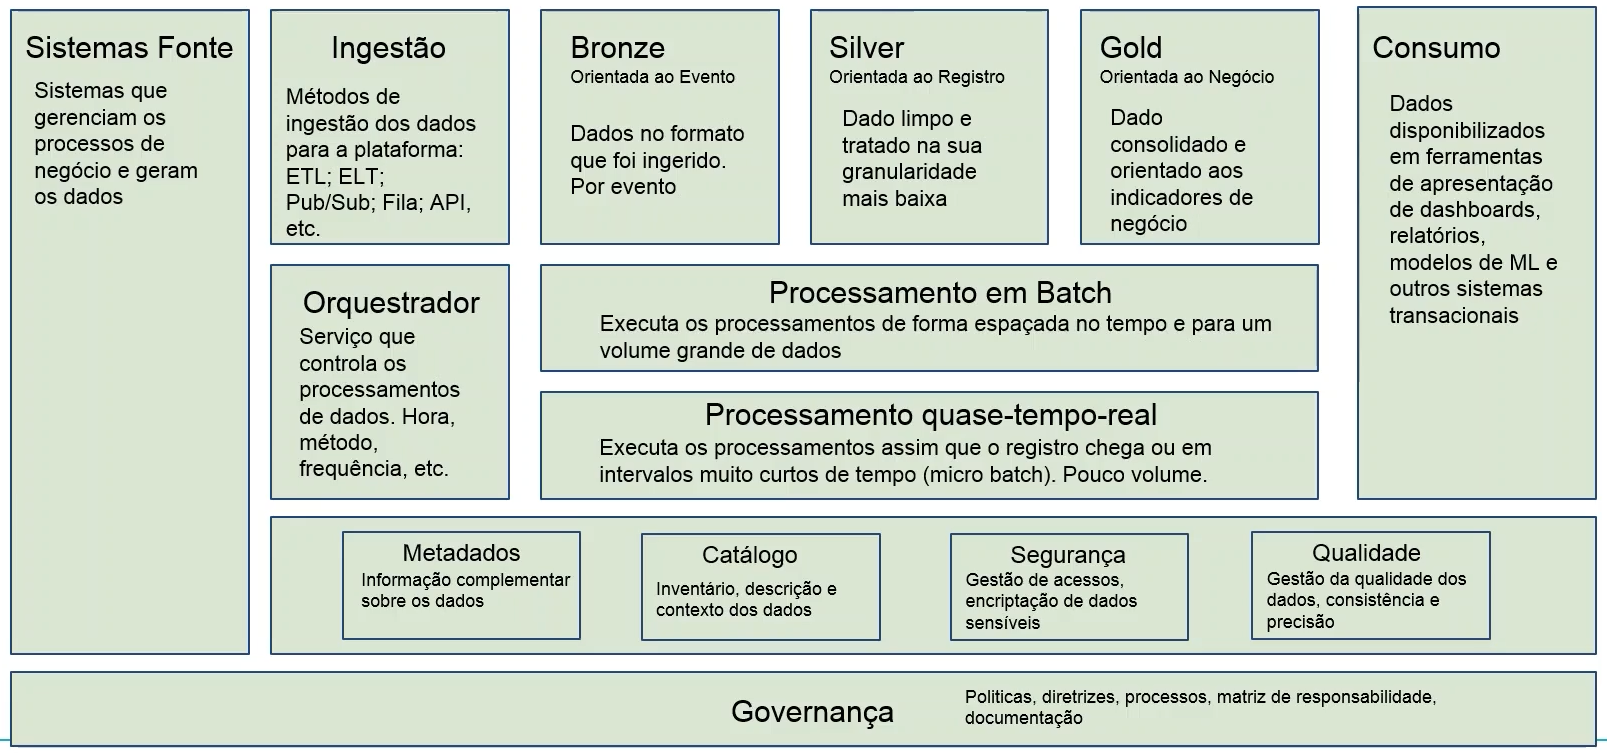 Sistemas Fonte
Sistemas que
gerenciam os
processos de
negócio e geram
os dados
Ingestão
Métodos de
ingestão dos dados
para a plataforma:
ETL; ELT;
Pub/Sub; Fila; API,
etc.
Bronze
Orientada ao Evento
Dados no formato
que foi ingerido.
Por evento
Silver
Orientada ao Registro
Dado limpo e
tratado na sua
granularidade
mais baixa
Gold
Orientada ao Negócio
Dado
consolidado e
orientado aos
indicadores de
negócio
Consumo
Dados
disponibilizados
em ferramentas
de apresentação
de dashboards,
relatórios,
modelos de ML e
outros sistemas
transacionais
Orquestrador
Serviço que
controla os
processamentos
de dados. Hora,
método,
frequência, etc.
Processamento em Batch
Executa os processamentos de forma espaçada no tempo e para um
volume grande de dados
Processamento quase-tempo-real
Executa os processamentos assim que o registro chega ou em
intervalos muito curtos de tempo (micro batch). Pouco volume.
Metadados
Informação complementar
sobre os dados
Catálogo
Inventário, descrição e
contexto dos dados
Segurança
Gestão de acessos,
encriptação de dados
sensíveis
Qualidade
Gestão da qualidade dos
dados, consistência e
precisão
Governança
Politicas, diretrizes, processos, matriz de responsabilidade,
documentação